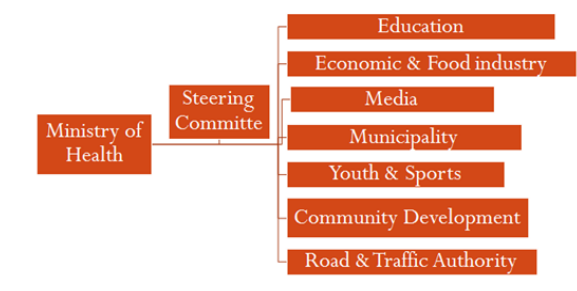 Education
Economic & Food industry
Steering
Committe
Media
Ministry of
Health
Municipality
Youth & Sports
Community Development
Road & Traffic Authority